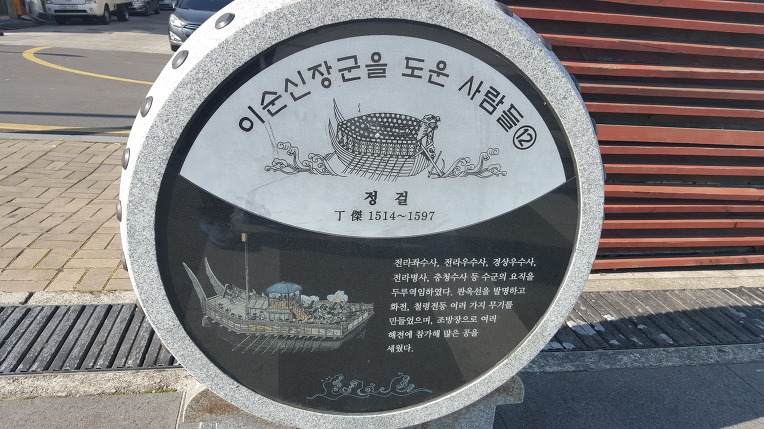 이순신장군을 도운 사람들⑫
정 걸
丁 傑 1514~1597
전라좌수사, 전라우수사, 경상우수사,
전라병사, 충청수사 등 수군의 요직을
두루역임하였다. 판옥선을 발명하고
화전, 철령전등 여러 가지 무기를
만들었으며, 조방장으로 여러
해전에 참가해 많은 공을
세웠다.